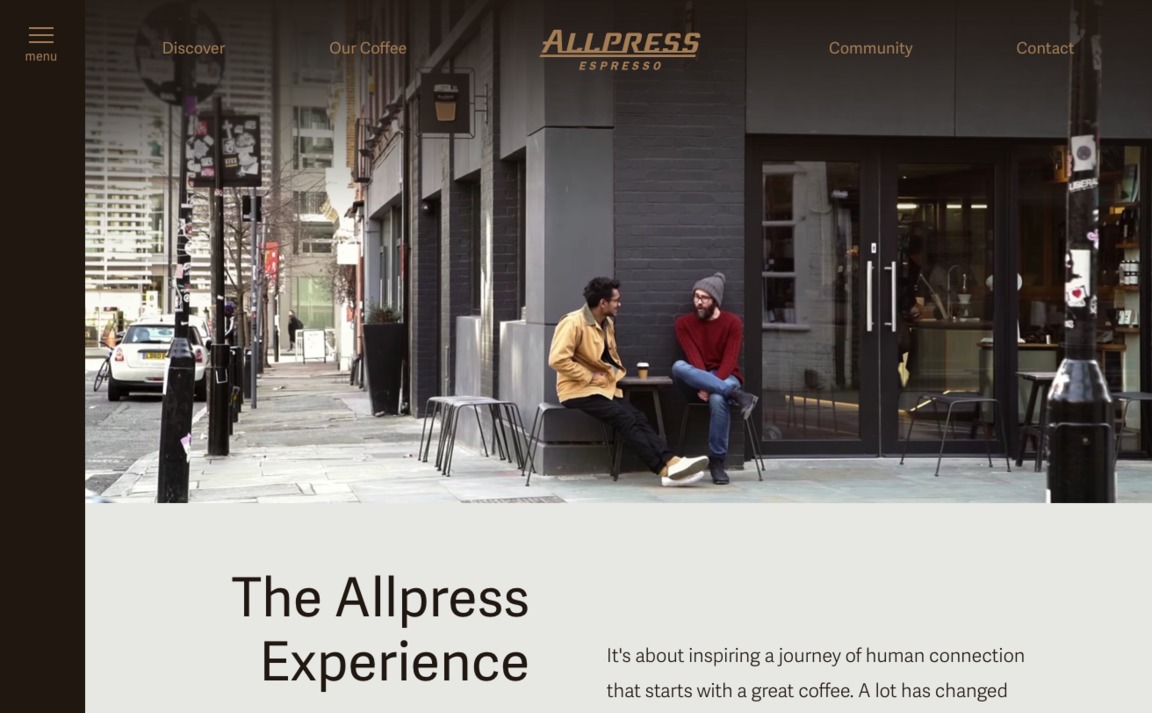 menu
Discover
Our Coffee
ALLPRESS
ESPRESSO
Community
Contact
The Allpress
Experience
It's about inspiring a journey of human connection
that starts with a great coffee. A lot has changed